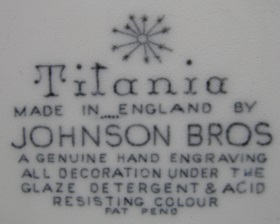 Titania
MADE IN ENGLAND BY
JOHNSON BROS
A GENUINE HAND ENGRAVING
ALL DECORATION UNDER THE
GLAZE DETERGENT & ACID
RESISTING COLOUR
PAT PEND